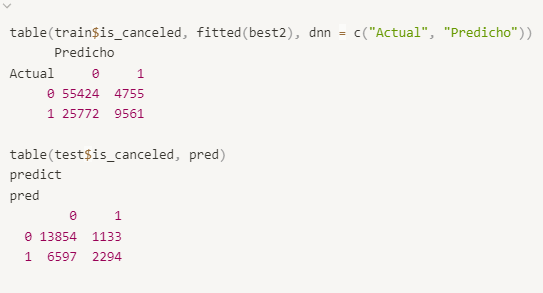 table(train$is_canceled, fitted(best2), dnn = c("Actual", "Predicho"))
      Predicho
Actual     0     1
     0 55424  4755
     1 25772  9561
table(test$is_canceled, pred)
predict
pred
        0     1
  0 13854  1133
  1  6597  2294